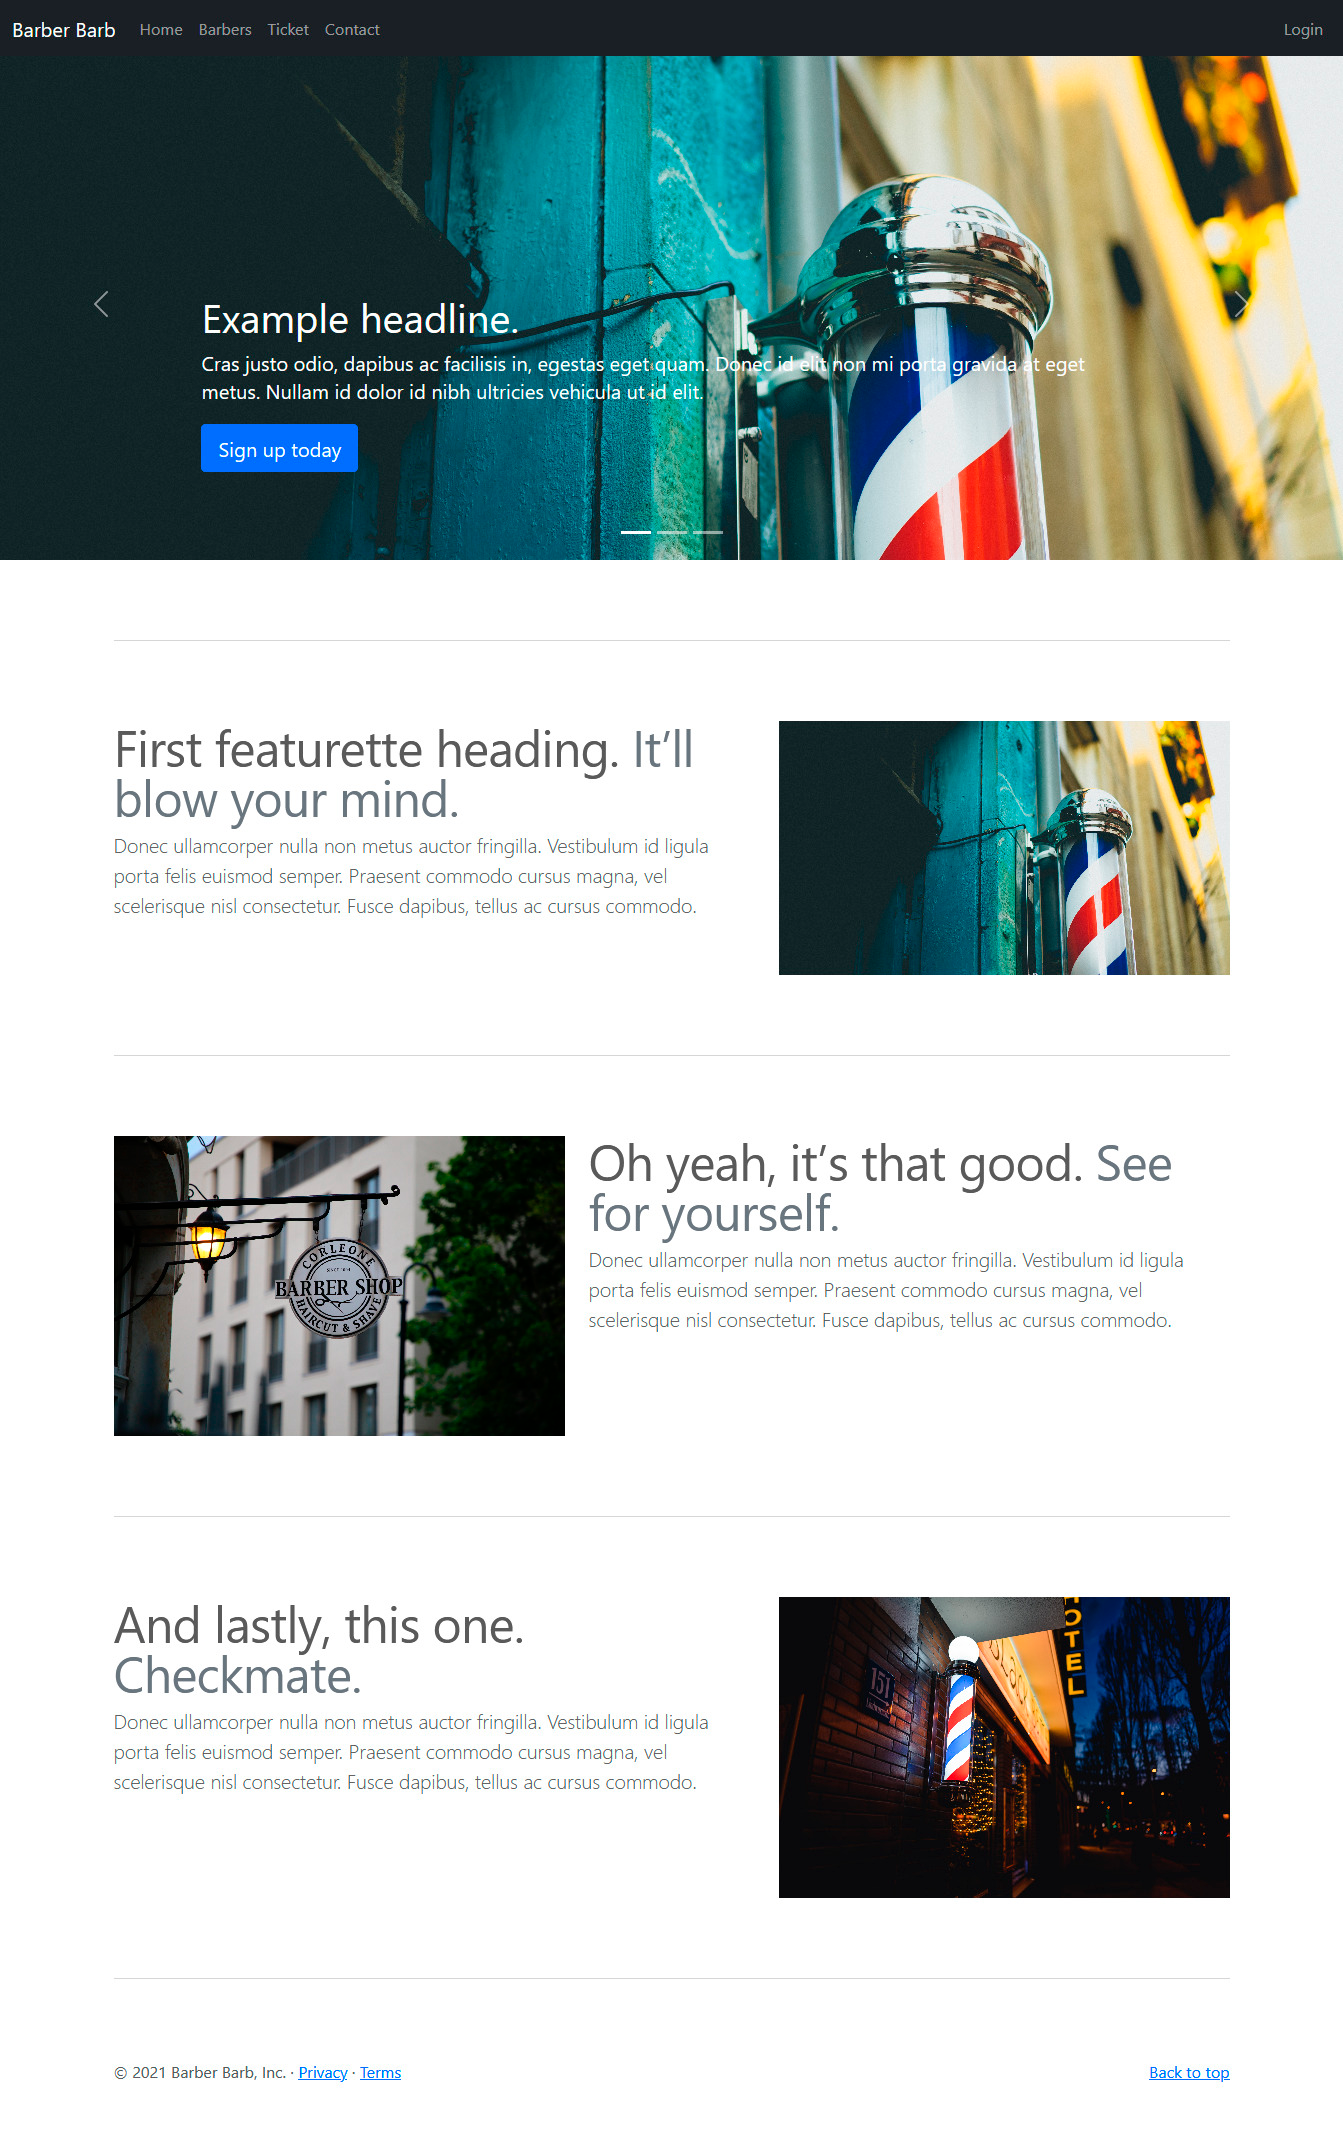 Barber Barb Home Barbers Ticket Contact Login
Example headline.
Cras justo odio, dapibus ac facilisis in, egestas eget quam. Donec id elit non mi porta gravida at eget
metus. Nullam id dolor id nibh ultricies vehicula ut id elit.
Sign up today
First featurette heading. It’ll
blow your mind.
Donec ullamcorper nulla non metus auctor fringilla. Vestibulum id ligula
porta felis euismod semper. Praesent commodo cursus magna, vel
scelerisque nisl consectetur. Fusce dapibus, tellus ac cursus commodo.
CORLEONE
BARBER SHOP
HAIRCUT & SHAVE
Oh yeah, it’s that good. See
for yourself.
Donec ullamcorper nulla non metus auctor fringilla. Vestibulum id ligula
porta felis euismod semper. Praesent commodo cursus magna, vel
scelerisque nisl consectetur. Fusce dapibus, tellus ac cursus commodo.
And lastly, this one.
Checkmate.
Donec ullamcorper nulla non metus auctor fringilla. Vestibulum id ligula
porta felis euismod semper. Praesent commodo cursus magna, vel
scelerisque nisl consectetur. Fusce dapibus, tellus ac cursus commodo.
151
OTEL
© 2021 Barber Barb, Inc. · Privacy · Terms
Back to top